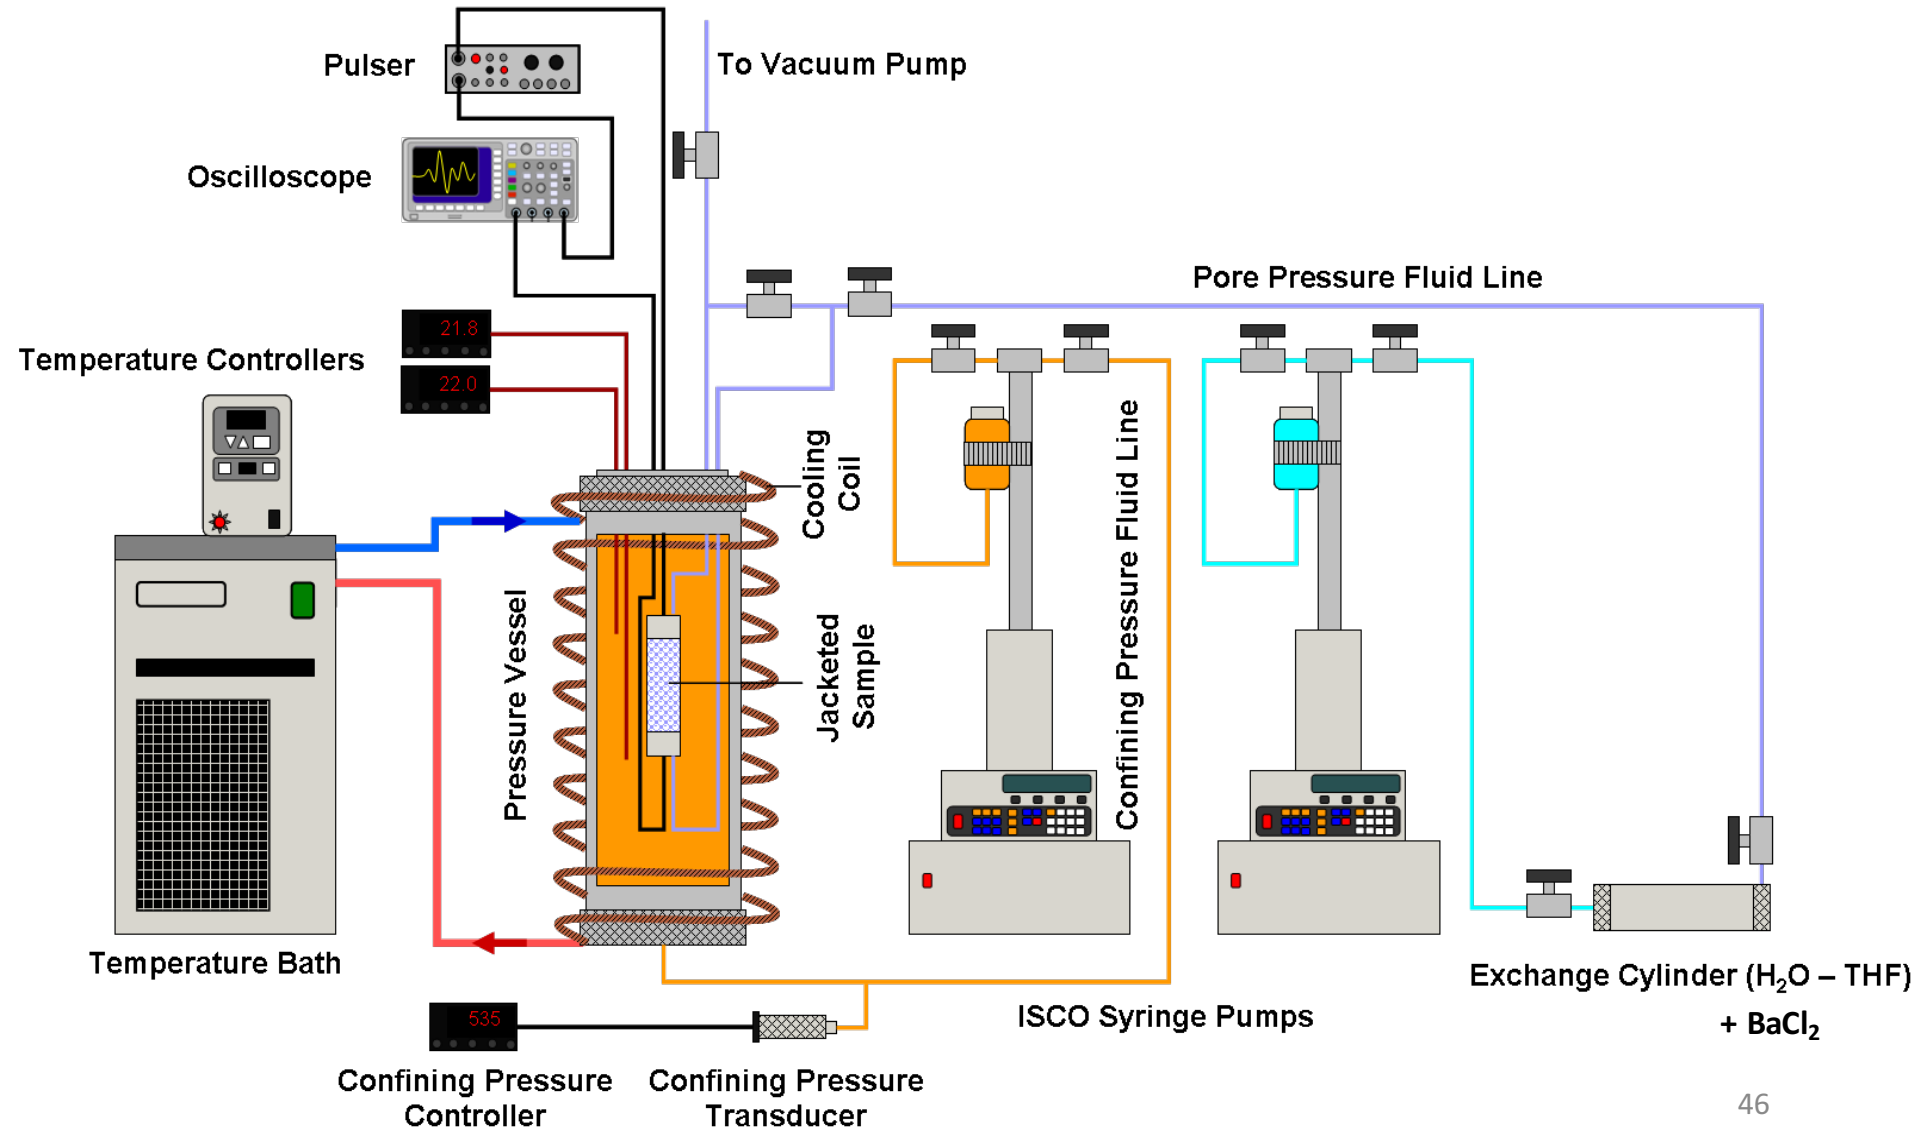 Pulser
To Vacuum Pump
Oscilloscope
Pore Pressure Fluid Line
21.8
Temperature Controllers
22.0
Cooling
Coil
Confining Pressure Fluid Line
Pressure Vessel
Jacketed
Sample
Temperature Bath
Exchange Cylinder (H₂O – THF)
+ BaCl₂
ISCO Syringe Pumps
535
Confining Pressure
Controller
Confining Pressure
Transducer
46